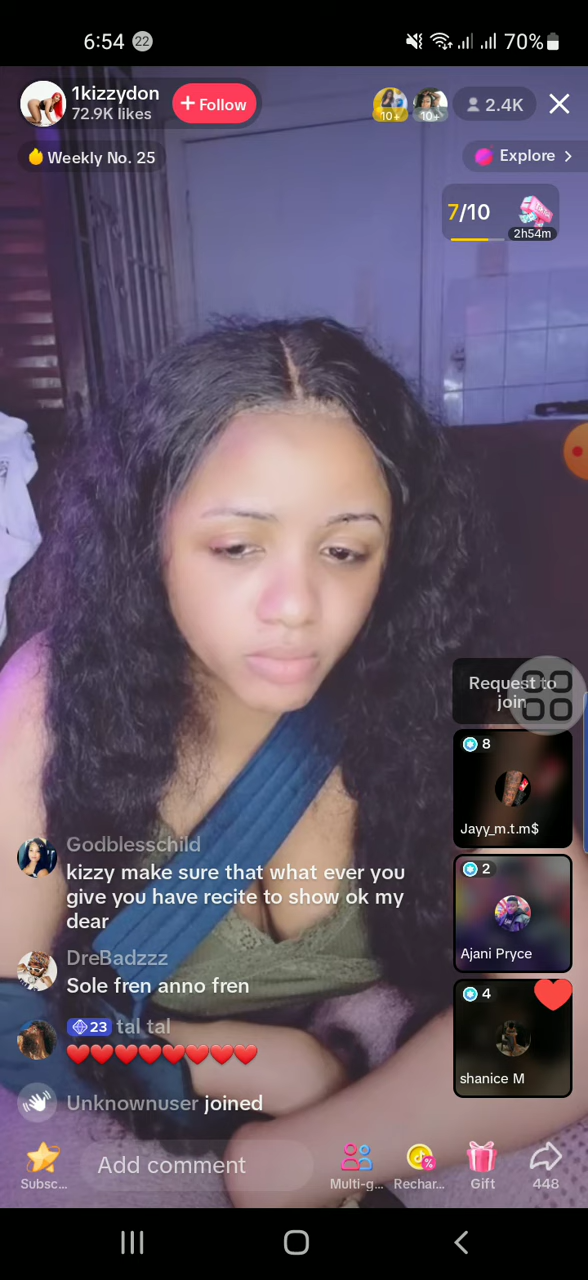 6:54 22 70%
1kizzydon
72.9K likes
+ Follow
10+ 10+ 2.4K
Weekly No. 25
Explore
7/10
2h54m
Request to
join
8
Jayy_m.t.m$
2
Ajani Pryce
4
shanice M
Godblesschild
kizzy make sure that what ever you
give you have recite to show ok my
dear
DreBadzzz
Sole fren anno fren
23 tal tal
❤️❤️❤️❤️❤️❤️❤️❤️
Unknownuser joined
Subsc...
Add comment
Multi-g...
Rechar...
Gift
448